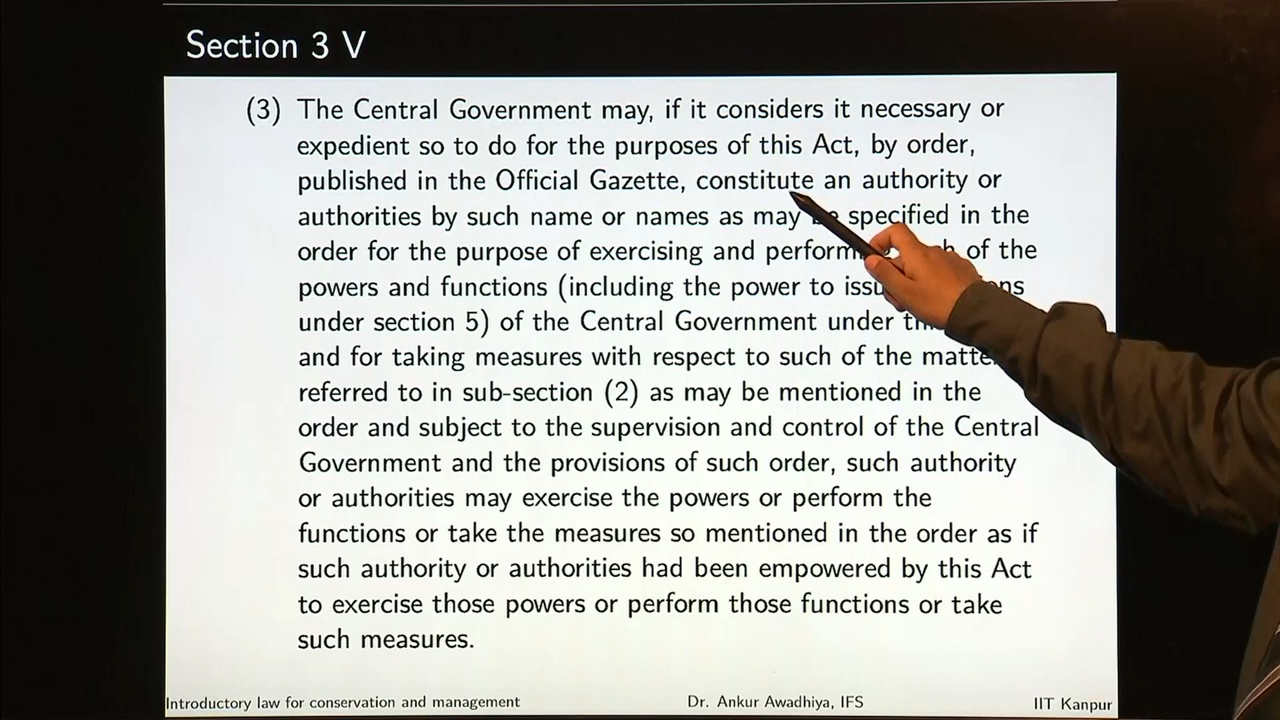 Section 3 V
(3) The Central Government may, if it considers it necessary or
expedient so to do for the purposes of this Act, by order,
published in the Official Gazette, constitute an authority or
authorities by such name or names as may specified in the
order for the purpose of exercising and of the
powers and functions (including the power to
under section 5) of the Central Government under
and for taking measures with respect to such of the
referred to in sub-section (2) as may be mentioned in the
order and subject to the supervision and control of the Central
Government and the provisions of such order, such authority
or authorities may exercise the powers or perform the
functions or take the measures so mentioned in the order as if
such authority or authorities had been empowered by this Act
to exercise those powers or perform those functions or take
such measures.
Introductory law for conservation and management Dr. Ankur Awadhiya, IFS IIT Kanpur